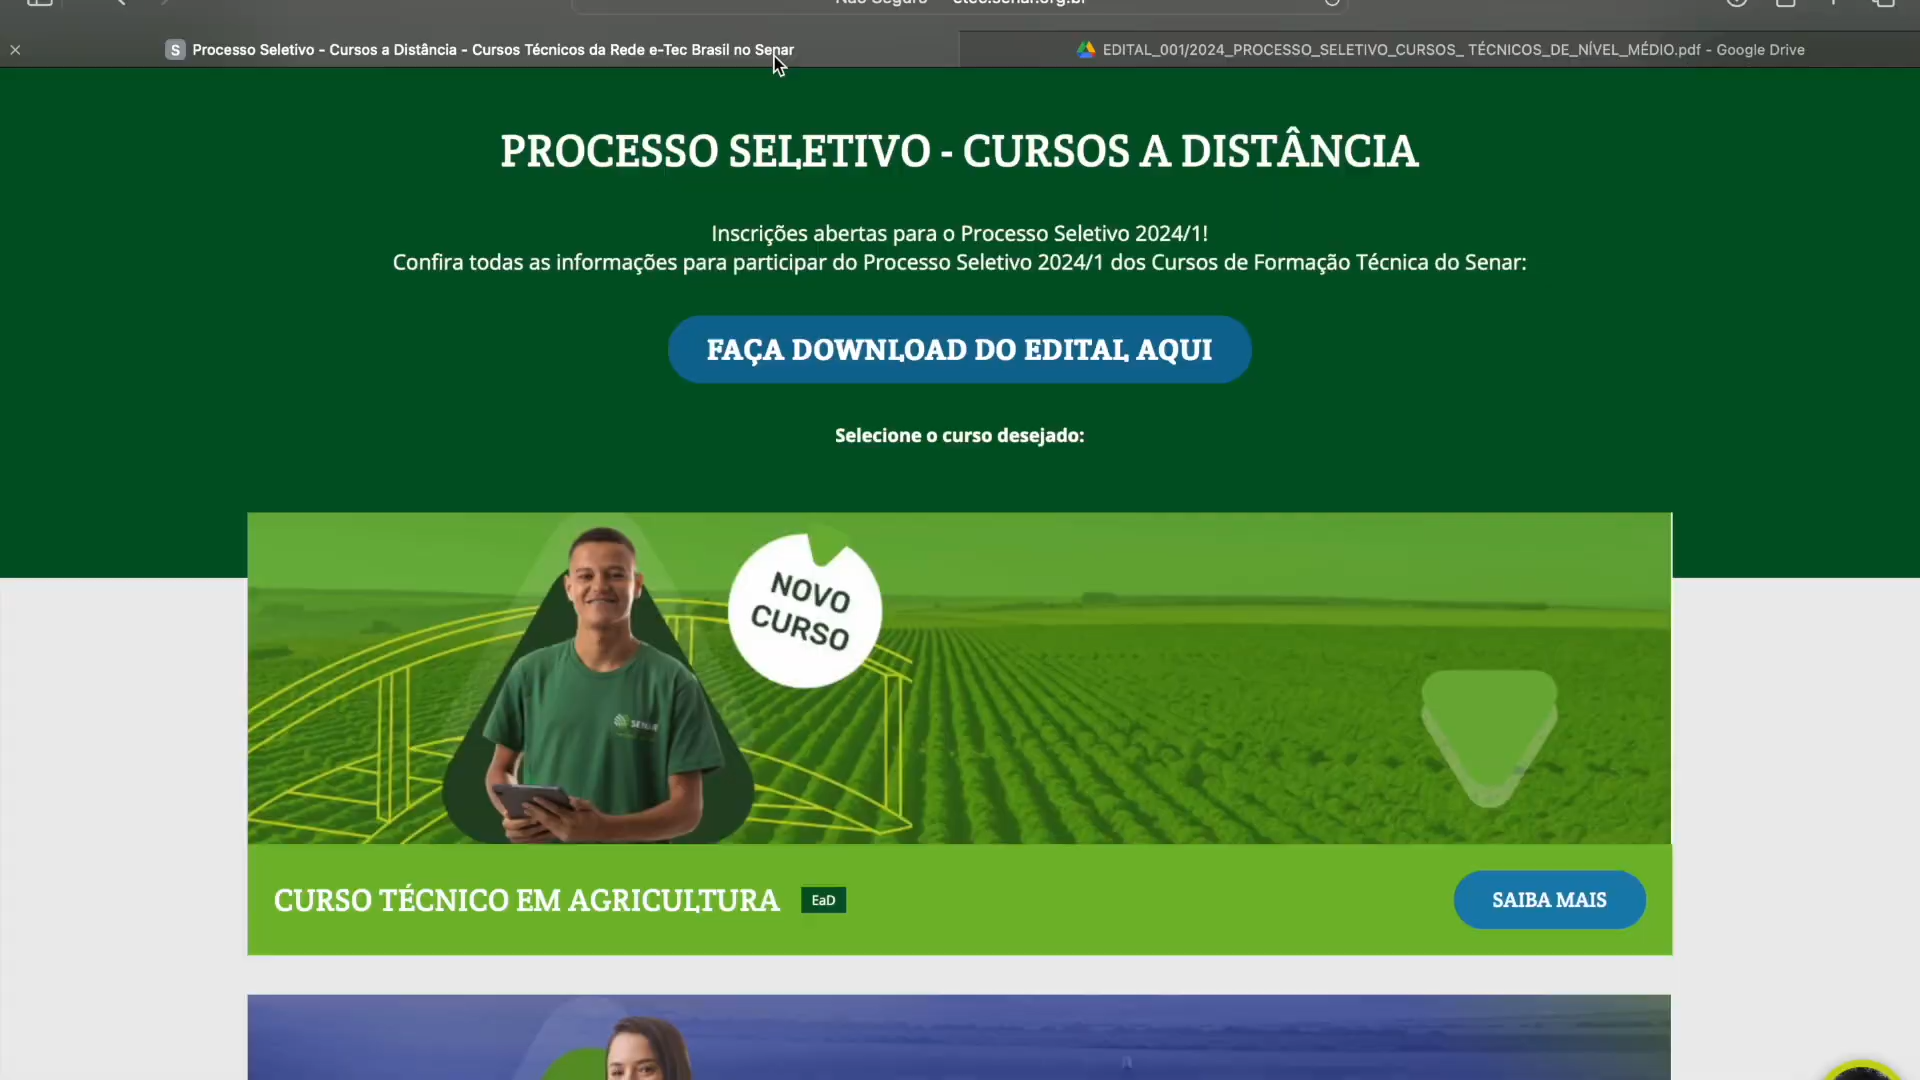 Processo Seletivo - Cursos a Distância - Cursos Técnicos da Rede e-Tec Brasil no Senar
EDITAL_001/2024_PROCESSO_SELETIVO_CURSOS_ TÉCNICOS_DE_NÍVEL_MÉDIO.pdf - Google Drive
PROCESSO SELETIVO - CURSOS A DISTÂNCIA
Inscrições abertas para o Processo Seletivo 2024/1!
Confira todas as informações para participar do Processo Seletivo 2024/1 dos Cursos de Formação Técnica do Senar:
FAÇA DOWNLOAD DO EDITAL AQUI
Selecione o curso desejado:
NOVO
CURSO
SENAR
CURSO TÉCNICO EM AGRICULTURA
EaD
SAIBA MAIS